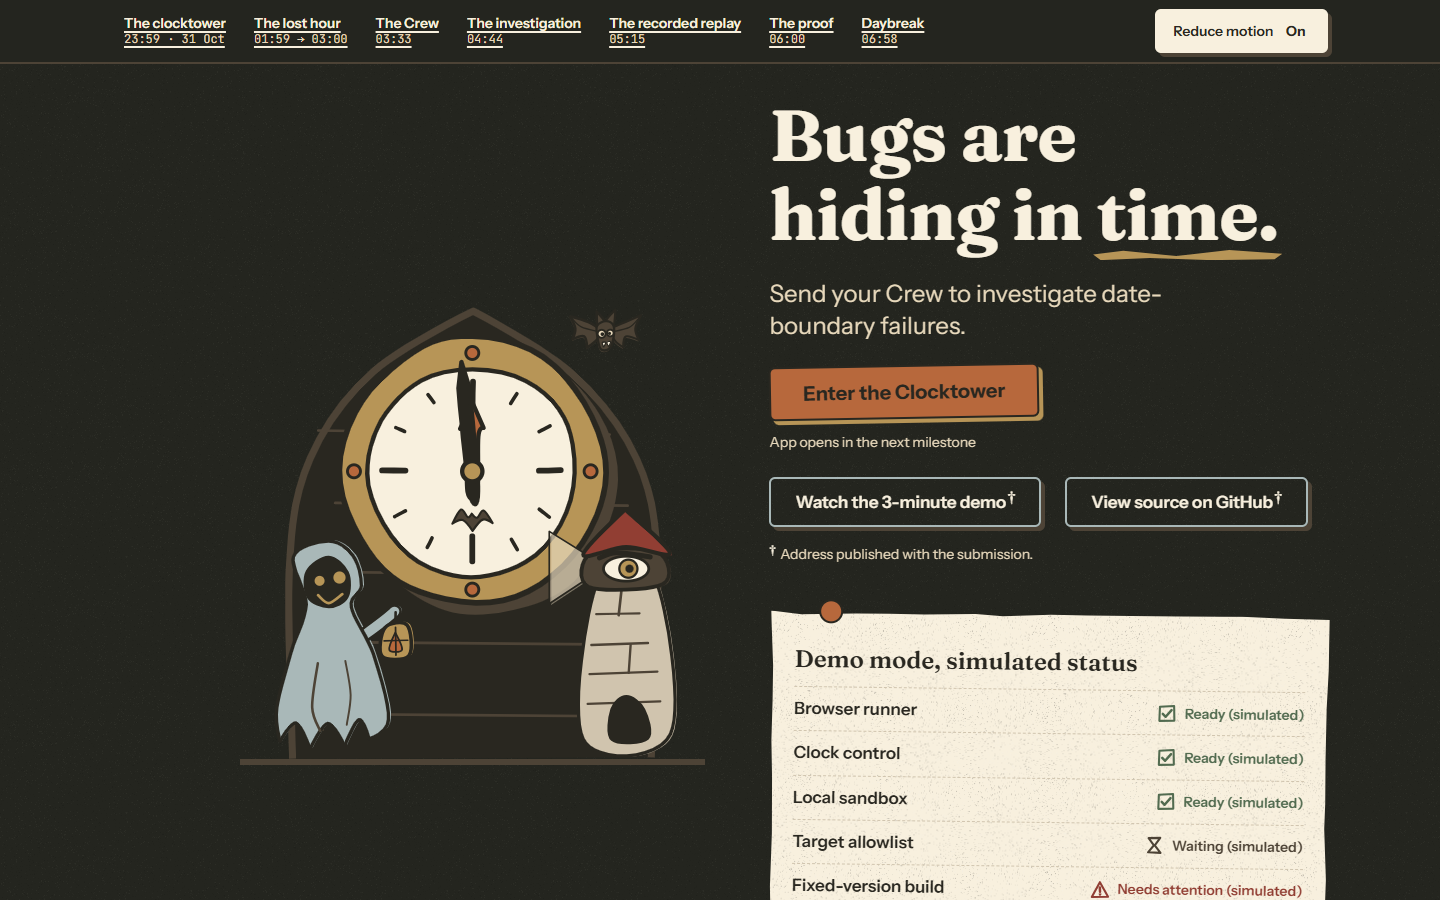 The clocktower
23:59 · 31 Oct
The lost hour
01:59 → 03:00
The Crew
03:33
The investigation
04:44
The recorded replay
05:15
The proof
06:00
Daybreak
06:58
Reduce motion On
Bugs are
hiding in time.
Send your Crew to investigate date-
boundary failures.
Enter the Clocktower
App opens in the next milestone
Watch the 3-minute demo†
View source on GitHub†
† Address published with the submission.
Demo mode, simulated status
Browser runner Ready (simulated)
Clock control Ready (simulated)
Local sandbox Ready (simulated)
Target allowlist Waiting (simulated)
Fixed-version build Needs attention (simulated)